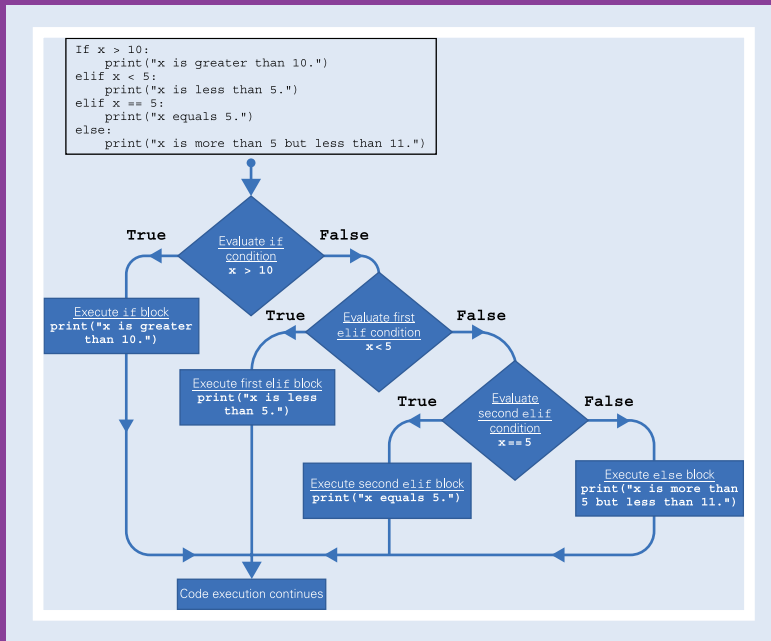 If x > 10:
    print("x is greater than 10.")
elif x < 5:
    print("x is less than 5.")
elif x == 5:
    print("x equals 5.")
else:
    print("x is more than 5 but less than 11.")
True
False
Evaluate if
condition
x > 10
Execute if block
print("x is greater
than 10.")
True
False
Evaluate first
elif condition
x<5
Execute first elif block
print("x is less
than 5.")
True
False
Evaluate
second elif
condition
x==5
Execute second elif block
print("x equals 5.")
Execute else block
print("x is more than
5 but less than 11.")
Code execution continues